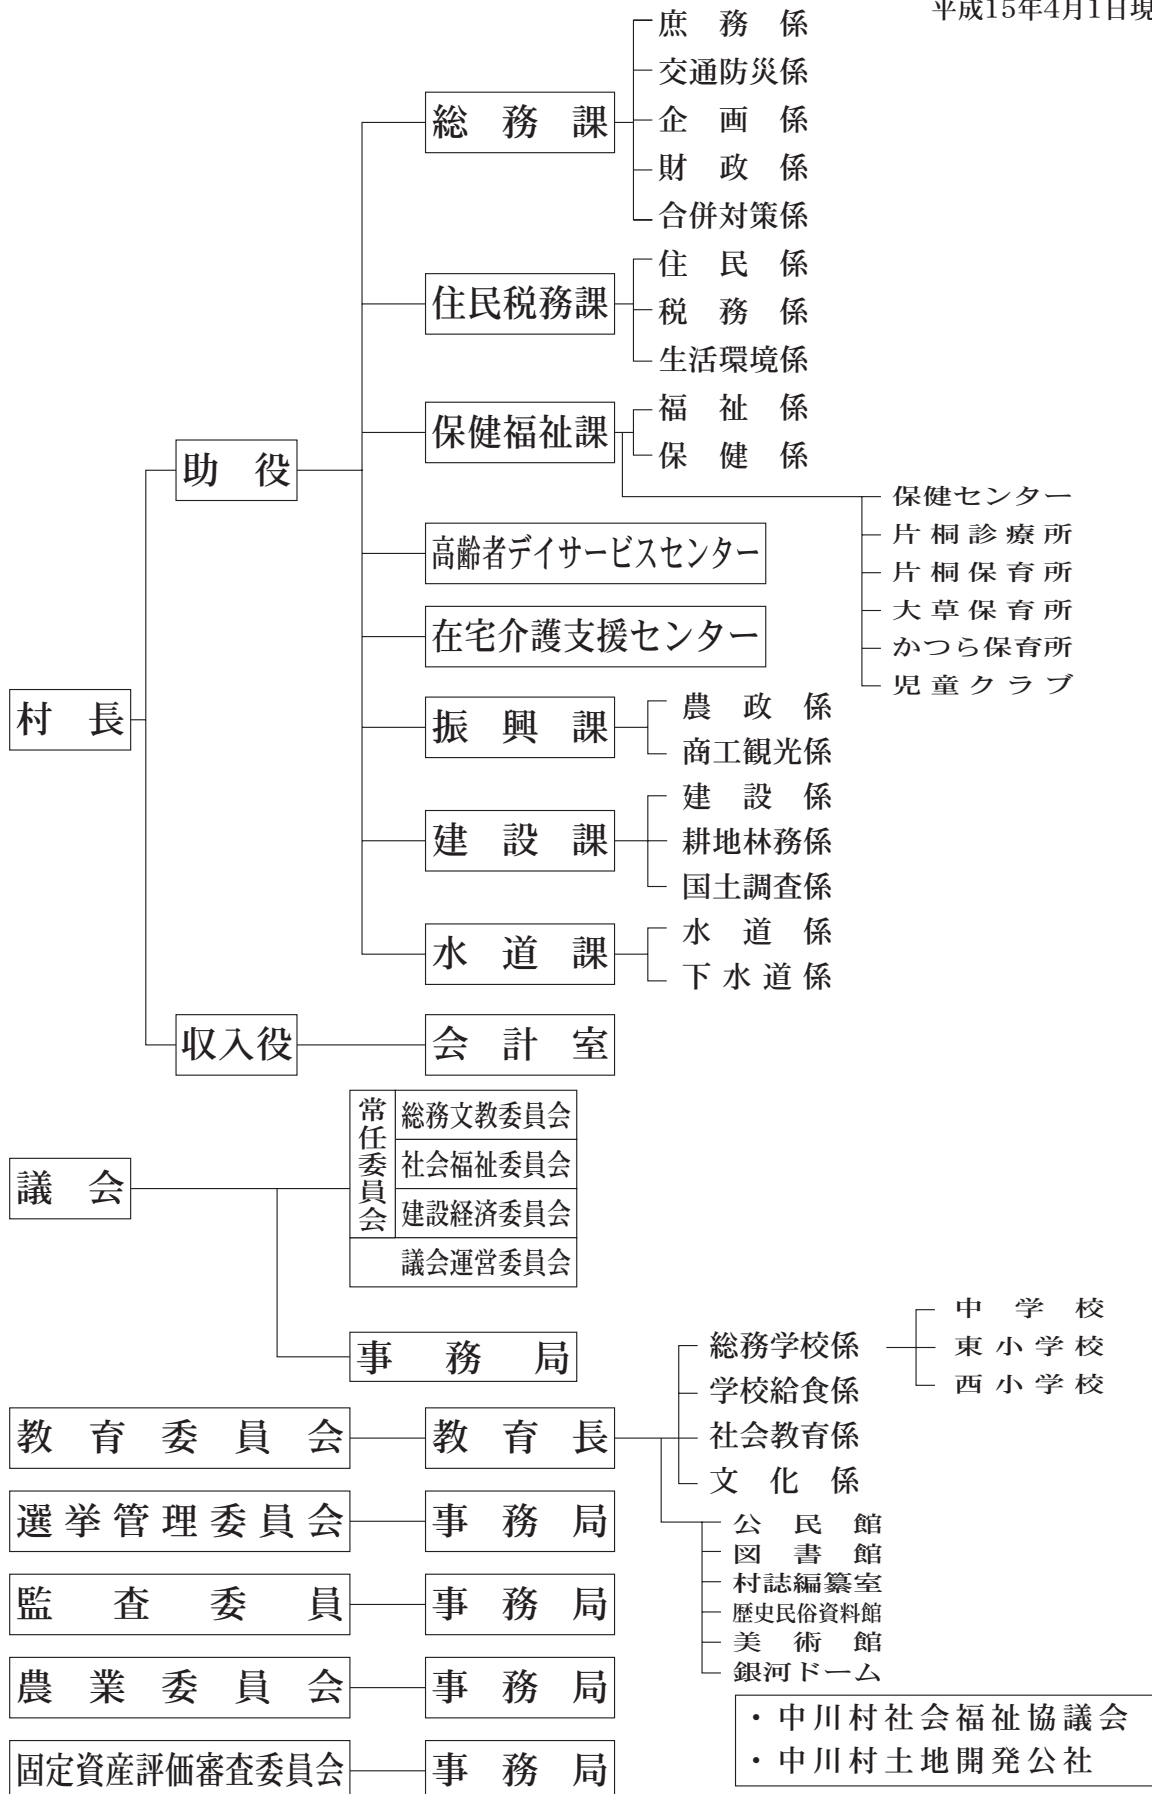 平成15年4月1日現
庶務係
交通防災係
総務課
企画係
財政係
合併対策係
住民係
住民税務課
税務係
生活環境係
福祉係
保健福祉課
保健係
助役
保健センター
片桐診療所
片桐保育所
大草保育所
かつら保育所
児童クラブ
高齢者デイサービスセンター
在宅介護支援センター
村長
振興課
農政係
商工観光係
建設係
建設課
耕地林務係
国土調査係
水道係
水道課
下水道係
収入役
会計室
議会
常任委員会
総務文教委員会
社会福祉委員会
建設経済委員会
議会運営委員会
事務局
教育委員会
教育長
総務学校係
中学校
東小学校
西小学校
学校給食係
社会教育係
文化係
公民館
図書館
村誌編纂室
歴史民俗資料館
美術館
銀河ドーム
選挙管理委員会
事務局
監査委員
事務局
農業委員会
事務局
固定資産評価審査委員会
事務局
・中川村社会福祉協議会
・中川村土地開発公社